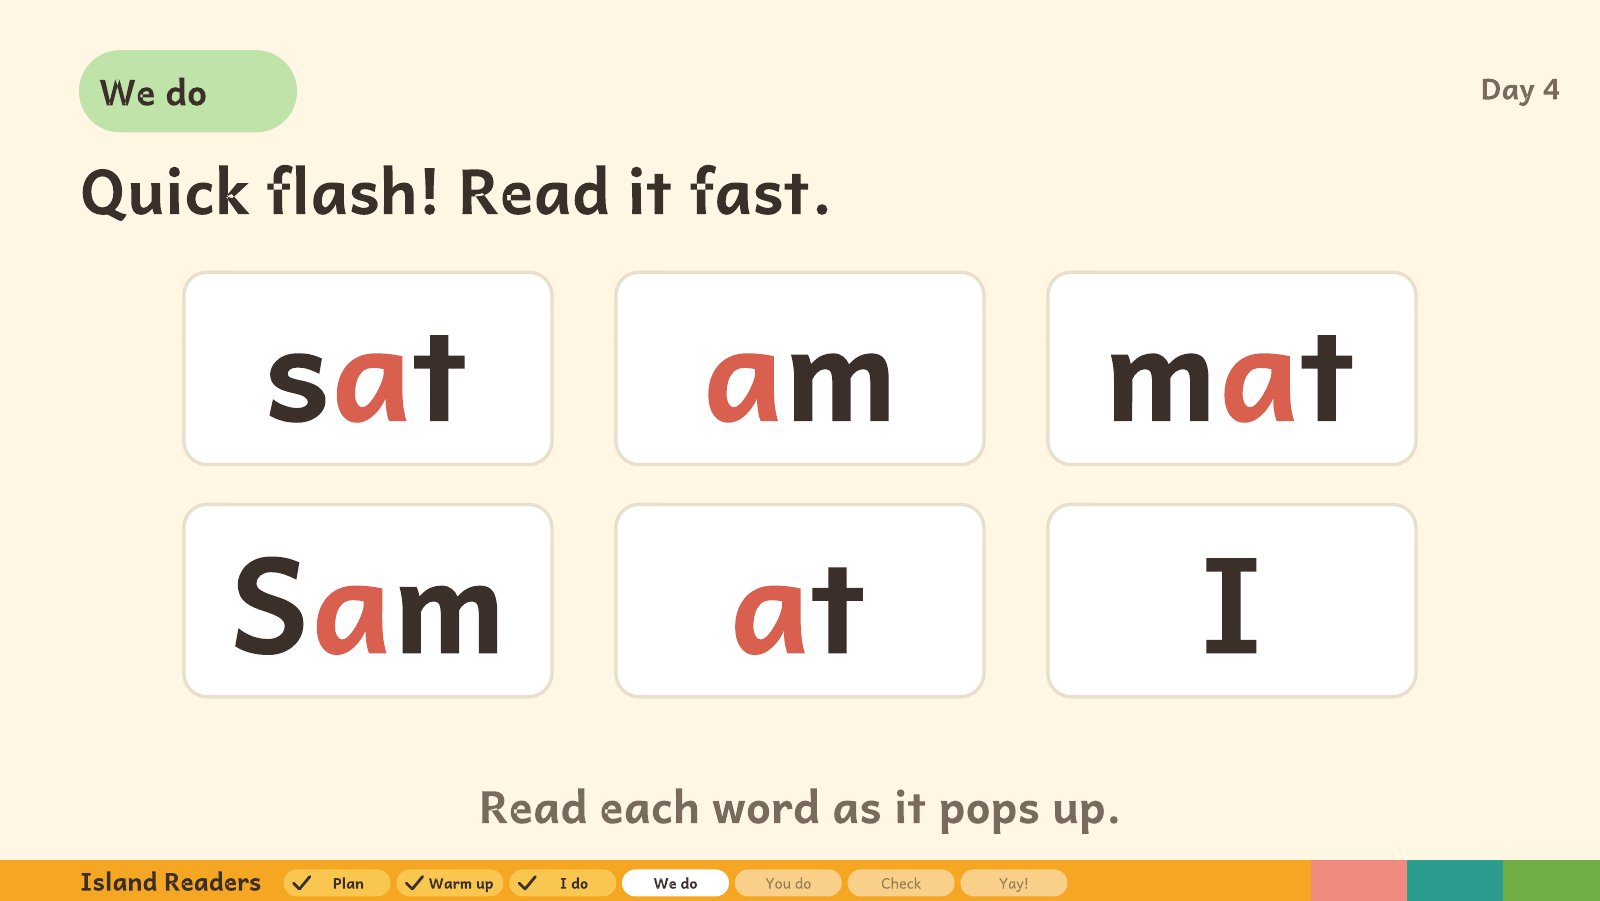 We do
Day 4
Quick flash! Read it fast.
sat
am
mat
Sam
at
I
Read each word as it pops up.
Island Readers
Plan
Warm up
I do
We do
You do
Check
Yay!